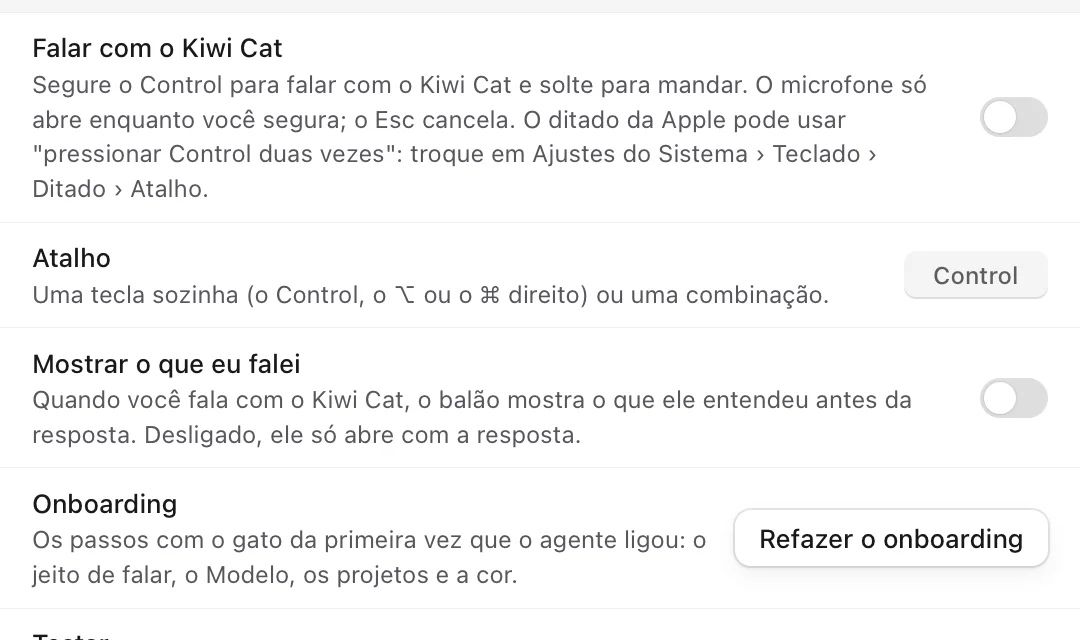 Falar com o Kiwi Cat
Segure o Control para falar com o Kiwi Cat e solte para mandar. O microfone só
abre enquanto você segura; o Esc cancela. O ditado da Apple pode usar
"pressionar Control duas vezes": troque em Ajustes do Sistema › Teclado ›
Ditado › Atalho.
Atalho
Uma tecla sozinha (o Control, o ⌥ ou o ⌘ direito) ou uma combinação.
Control
Mostrar o que eu falei
Quando você fala com o Kiwi Cat, o balão mostra o que ele entendeu antes da
resposta. Desligado, ele só abre com a resposta.
Onboarding
Os passos com o gato da primeira vez que o agente ligou: o
jeito de falar, o Modelo, os projetos e a cor.
Refazer o onboarding